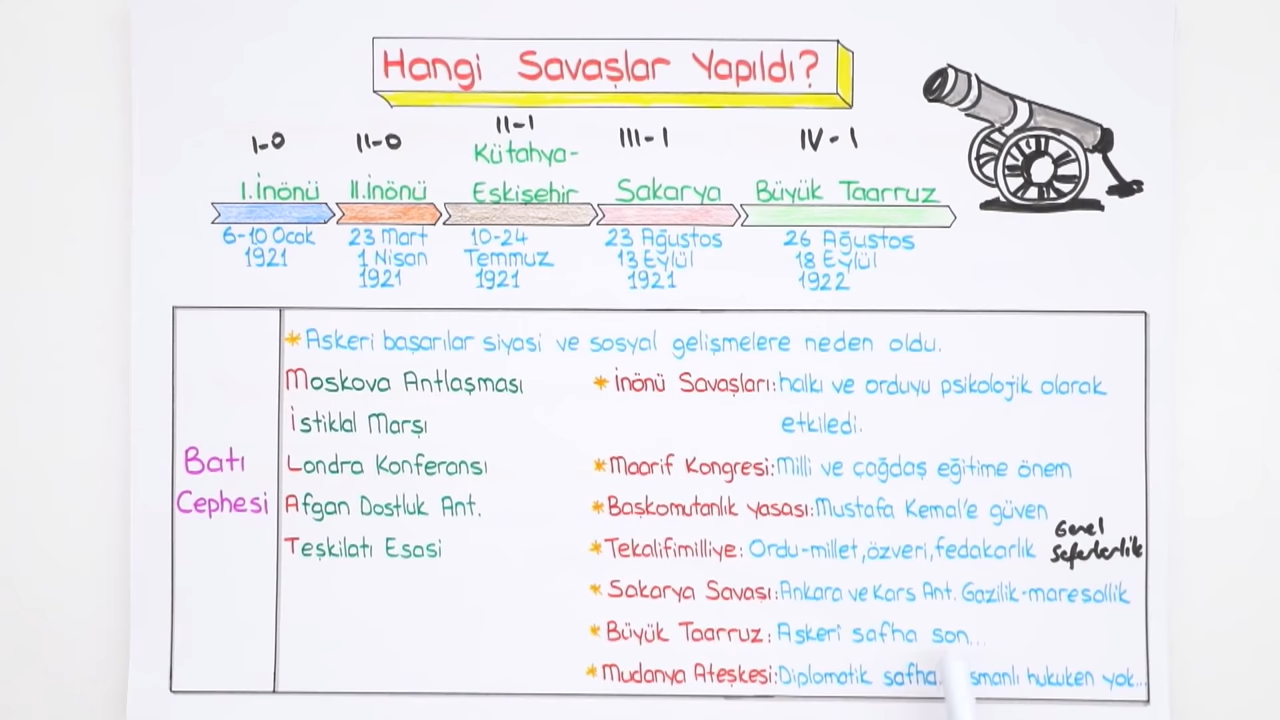 Hangi Savaşlar Yapıldı?
I-0
II-0
II-1
III-1
IV-1
I.İnönü
II.İnönü
Kütahya-
Eskişehir
Sakarya
Büyük Taarruz
6-10 Ocak
1921
23 Mart
1 Nisan
1921
10-24
Temmuz
1921
23 Ağustos
13 Eylül
1921
26 Ağustos
18 Eylül
1922
Batı
Cephesi
*Askeri başarılar siyasi ve sosyal gelişmelere neden oldu.
Moskova Antlaşması
İstiklal Marşı
Londra Konferansı
Afgan Dostluk Ant.
Teşkilatı Esasi
*İnönü Savaşları:halkı ve orduyu psikolojik olarak
etkiledi.
*Maarif Kongresi:Milli ve çağdaş eğitime önem
*Başkomutanlık yasası:Mustafa Kemal'e güven
*Tekalifimilliye: Ordu-millet,özveri,fedakarlık
Genel
Seferberlik
*Sakarya Savaşı:Ankara ve Kars Ant. Gazilik-mareşallik
*Büyük Taarruz: Askeri safha son...
*Mudanya Ateşkesi:Diplomatik safha. hukuken yok...